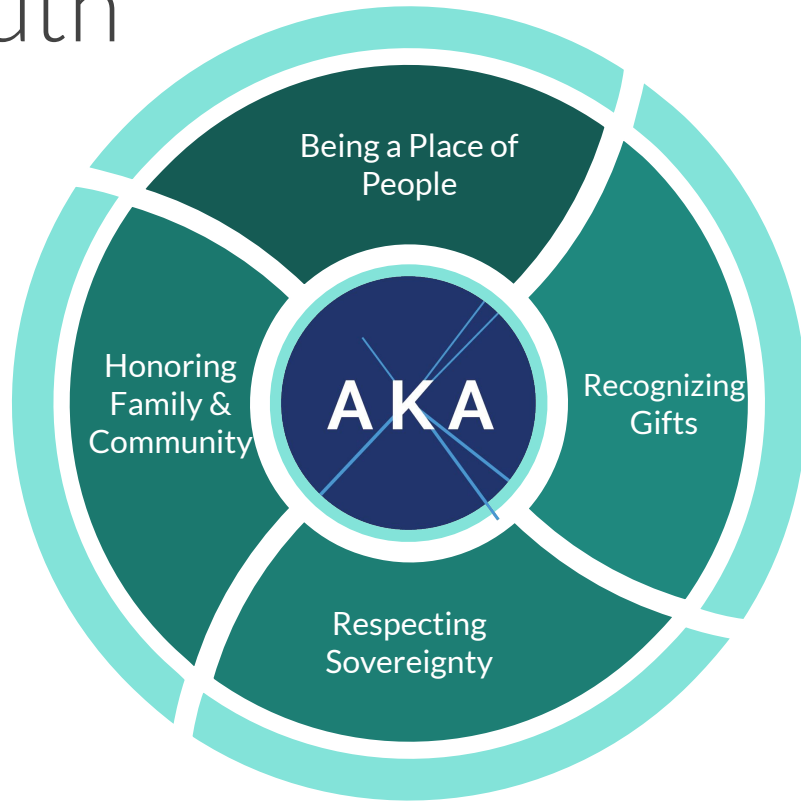 Being a Place of
People
Honoring
Family &
Community
AKA
Recognizing
Gifts
Respecting
Sovereignty